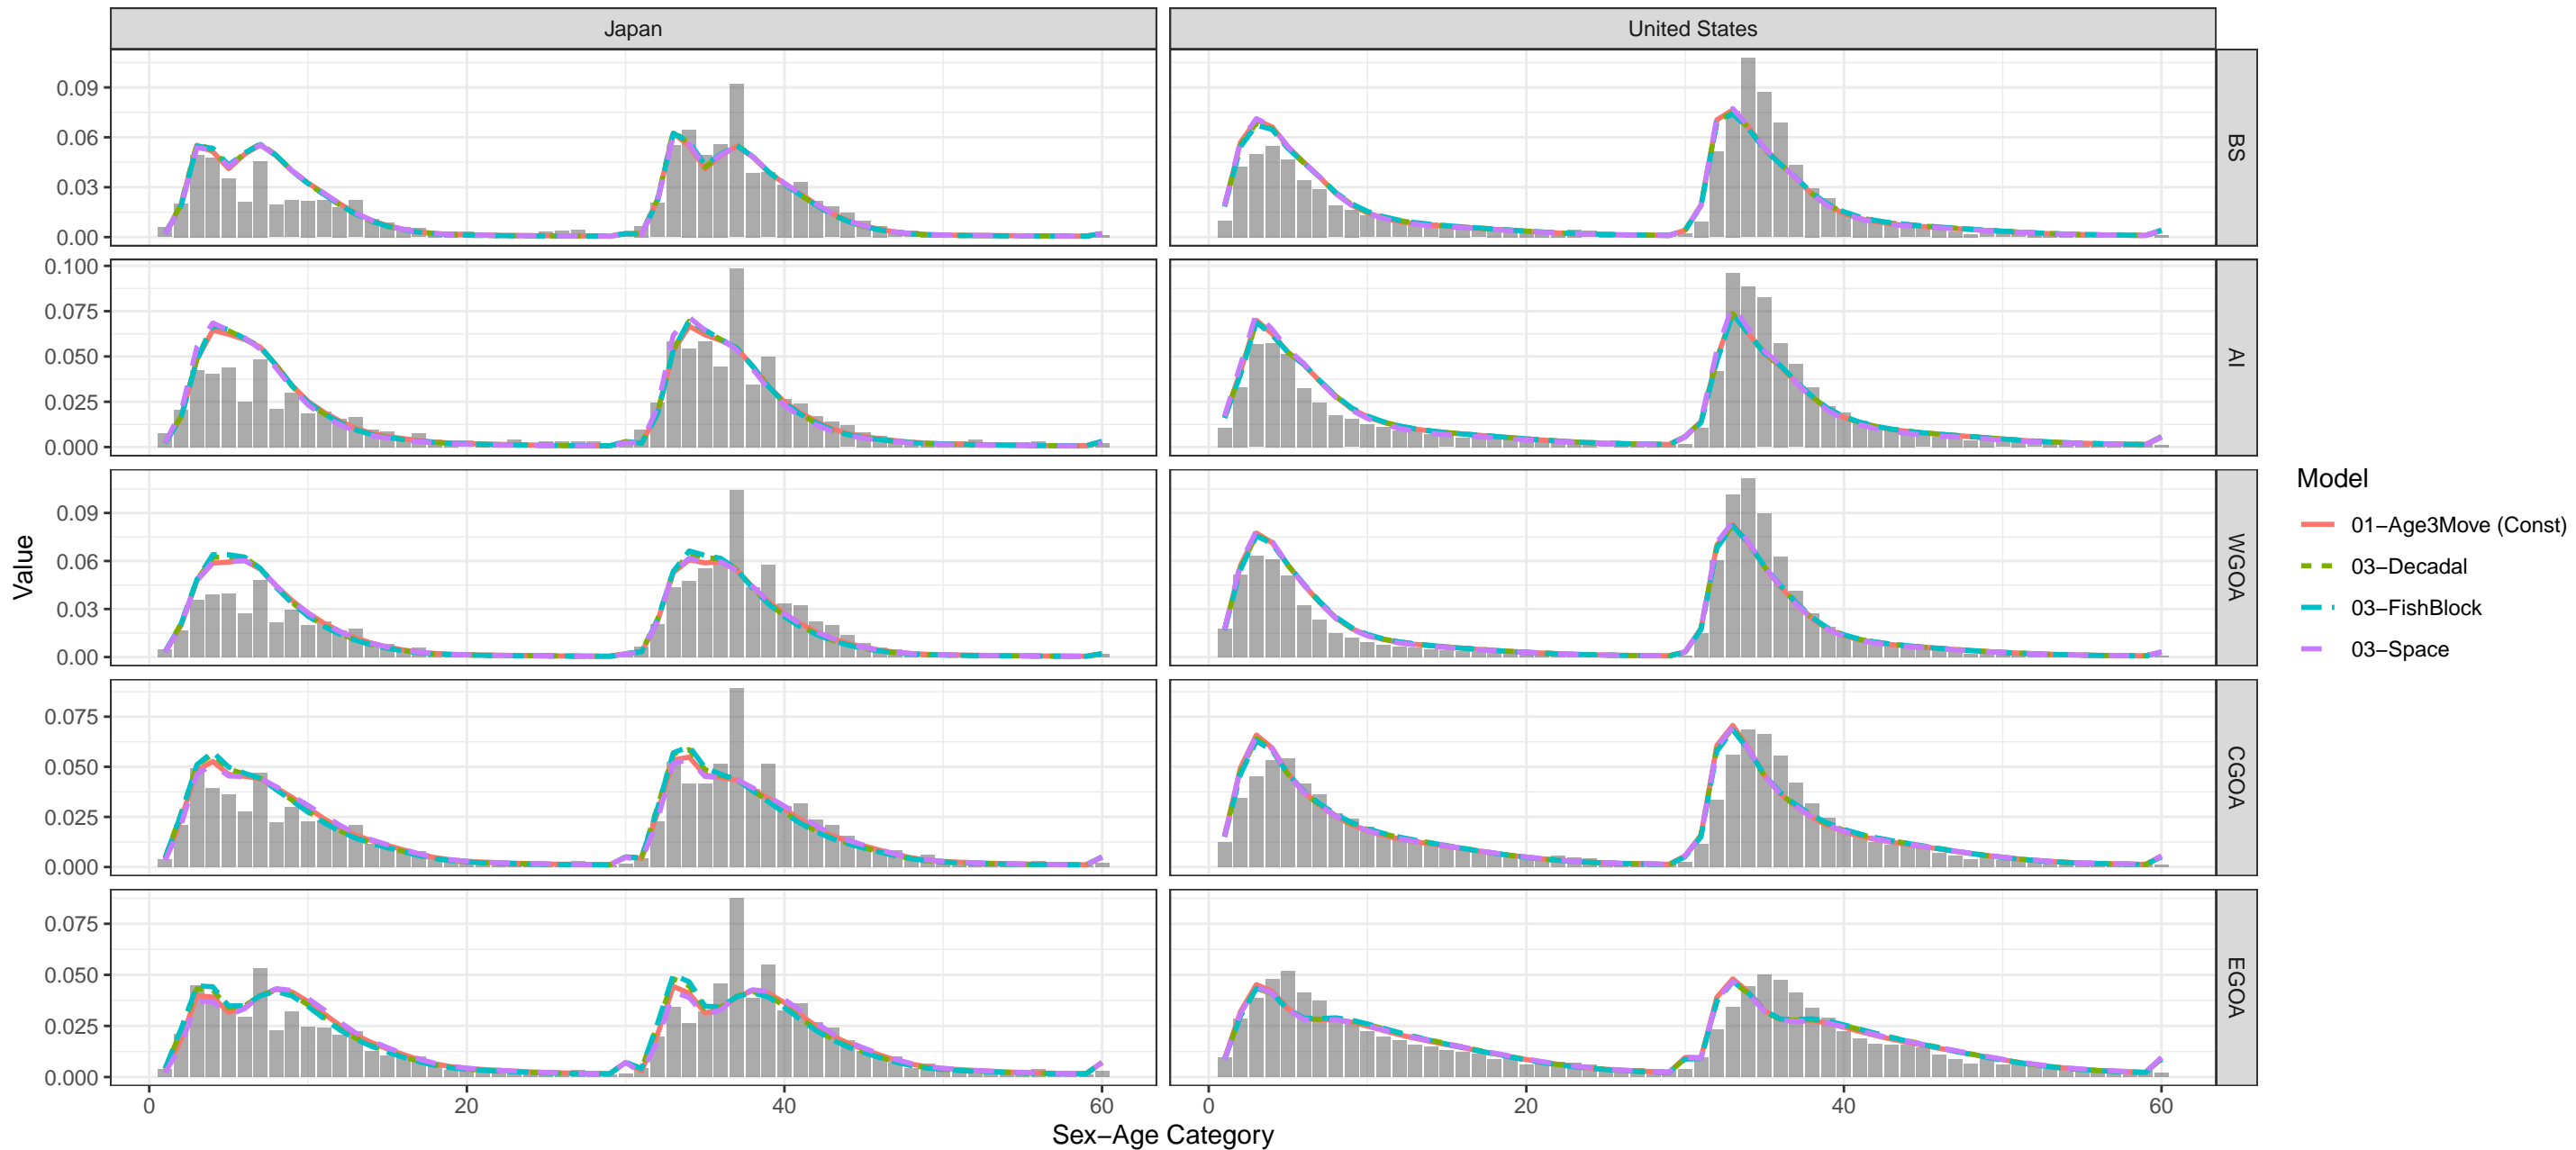 Japan
United States
0.09
0.06
0.03
0.00
BS
0.100
0.075
0.050
0.025
0.000
AI
0.09
0.06
0.03
0.00
WGOA
0.075
0.050
0.025
0.000
CGOA
0.075
0.050
0.025
0.000
EGOA
Value
0 20 40 60
0 20 40 60
Sex−Age Category
Model
01−Age3Move (Const)
03−Decadal
03−FishBlock
03−Space